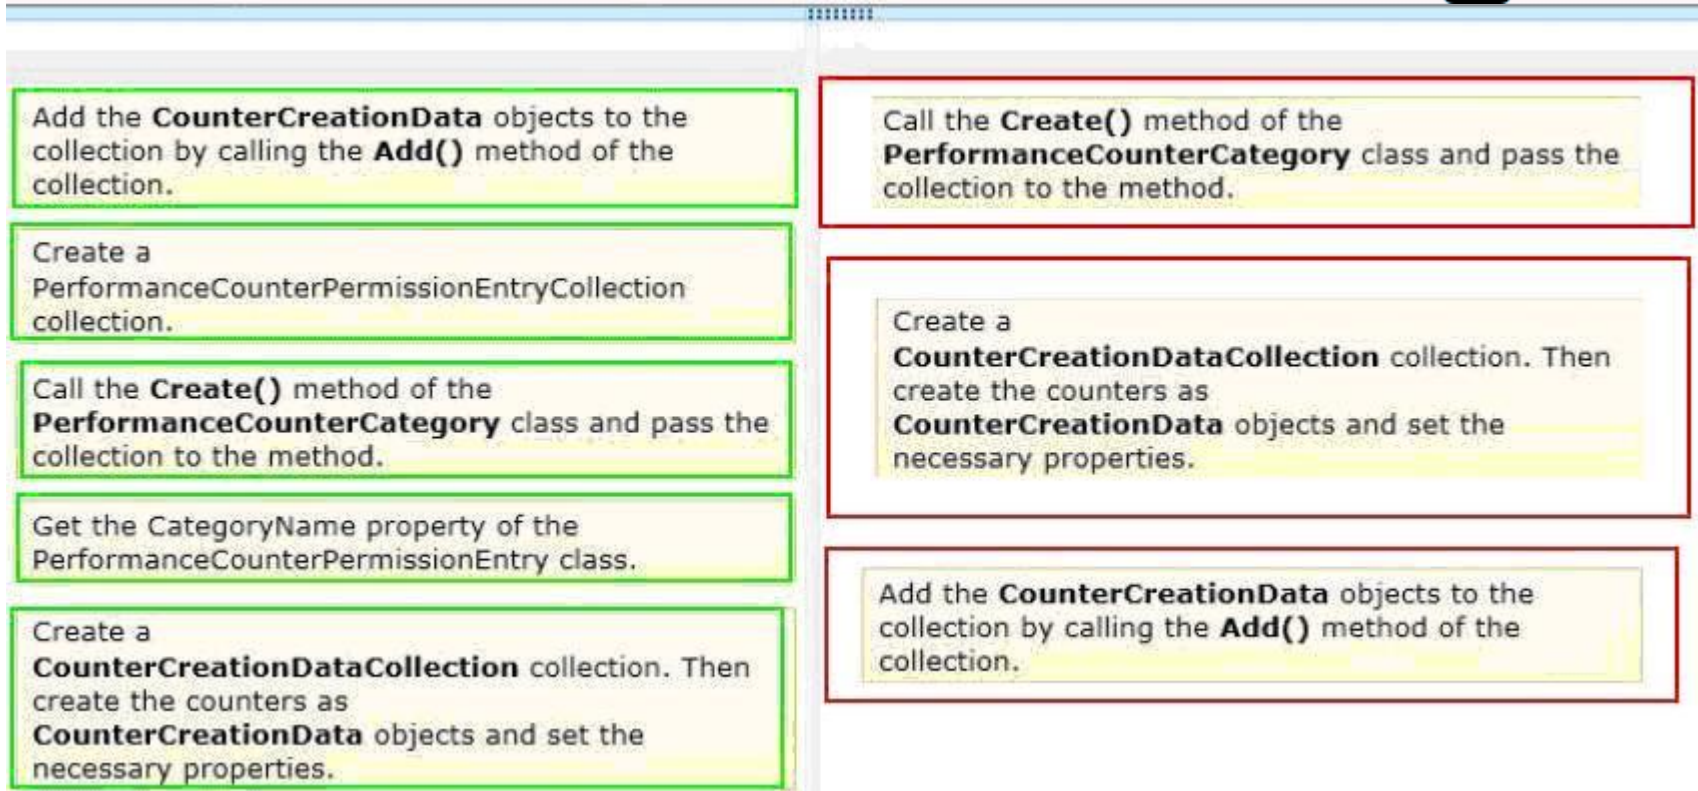 Add the CounterCreationData objects to the
collection by calling the Add() method of the
collection.
Create a
PerformanceCounterPermissionEntryCollection
collection.
Call the Create() method of the
PerformanceCounterCategory class and pass the
collection to the method.
Get the CategoryName property of the
PerformanceCounterPermissionEntry class.
Create a
CounterCreationDataCollection collection. Then
create the counters as
CounterCreationData objects and set the
necessary properties.
Call the Create() method of the
PerformanceCounterCategory class and pass the
collection to the method.
Create a
CounterCreationDataCollection collection. Then
create the counters as
CounterCreationData objects and set the
necessary properties.
Add the CounterCreationData objects to the
collection by calling the Add() method of the
collection.